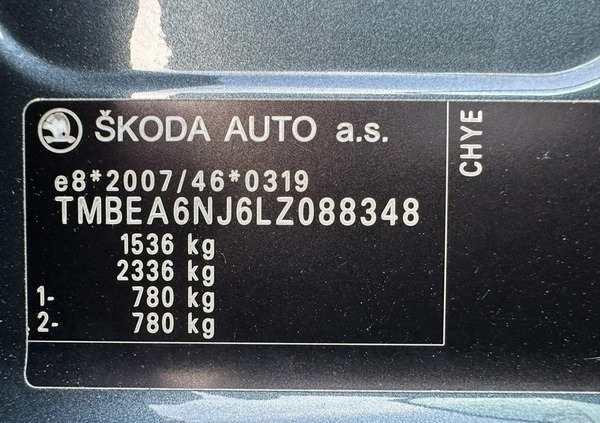 ŠKODA AUTO a.s.
e8*2007/46*0319
TMBEA6NJ6LZ088348
1536 kg
2336 kg
1- 780 kg
2- 780 kg
CHYE